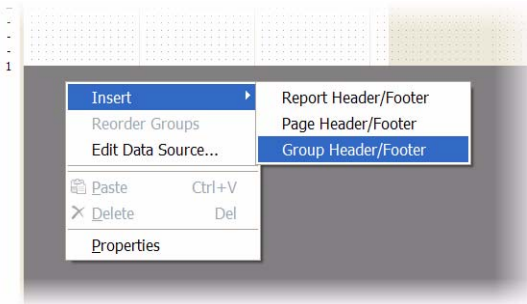 1
Insert
Reorder Groups
Edit Data Source...
Paste Ctrl+V
Delete Del
Properties
Report Header/Footer
Page Header/Footer
Group Header/Footer